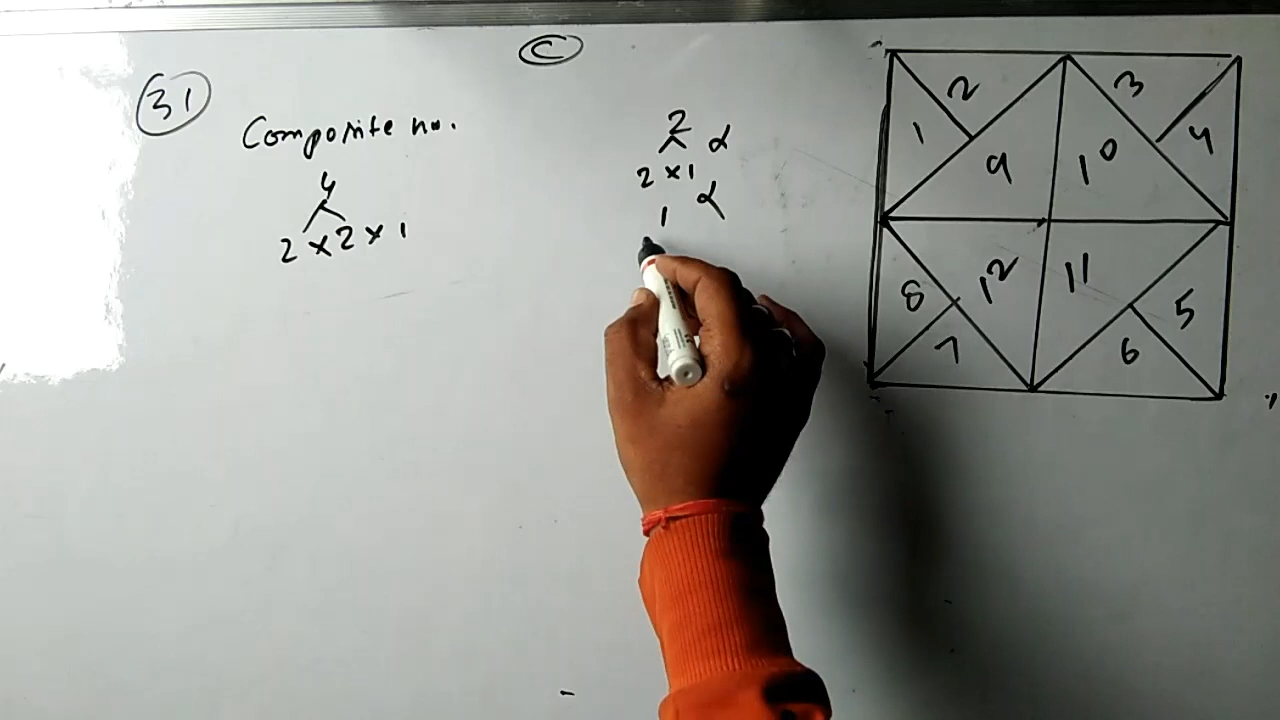 C
31
Composite no.
4
2 × 2 × 1
2
2 × 1
1
2 3
1 4
9 10
8 12 11 5
7 6